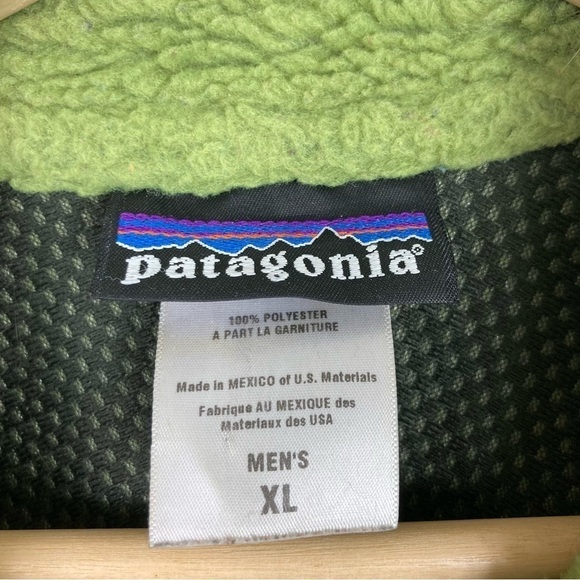 patagonia®
100% POLYESTER
A PART LA GARNITURE
Made in MEXICO of U.S. Materials
Fabrique AU MEXIQUE des
Materiaux des USA
MEN'S
XL